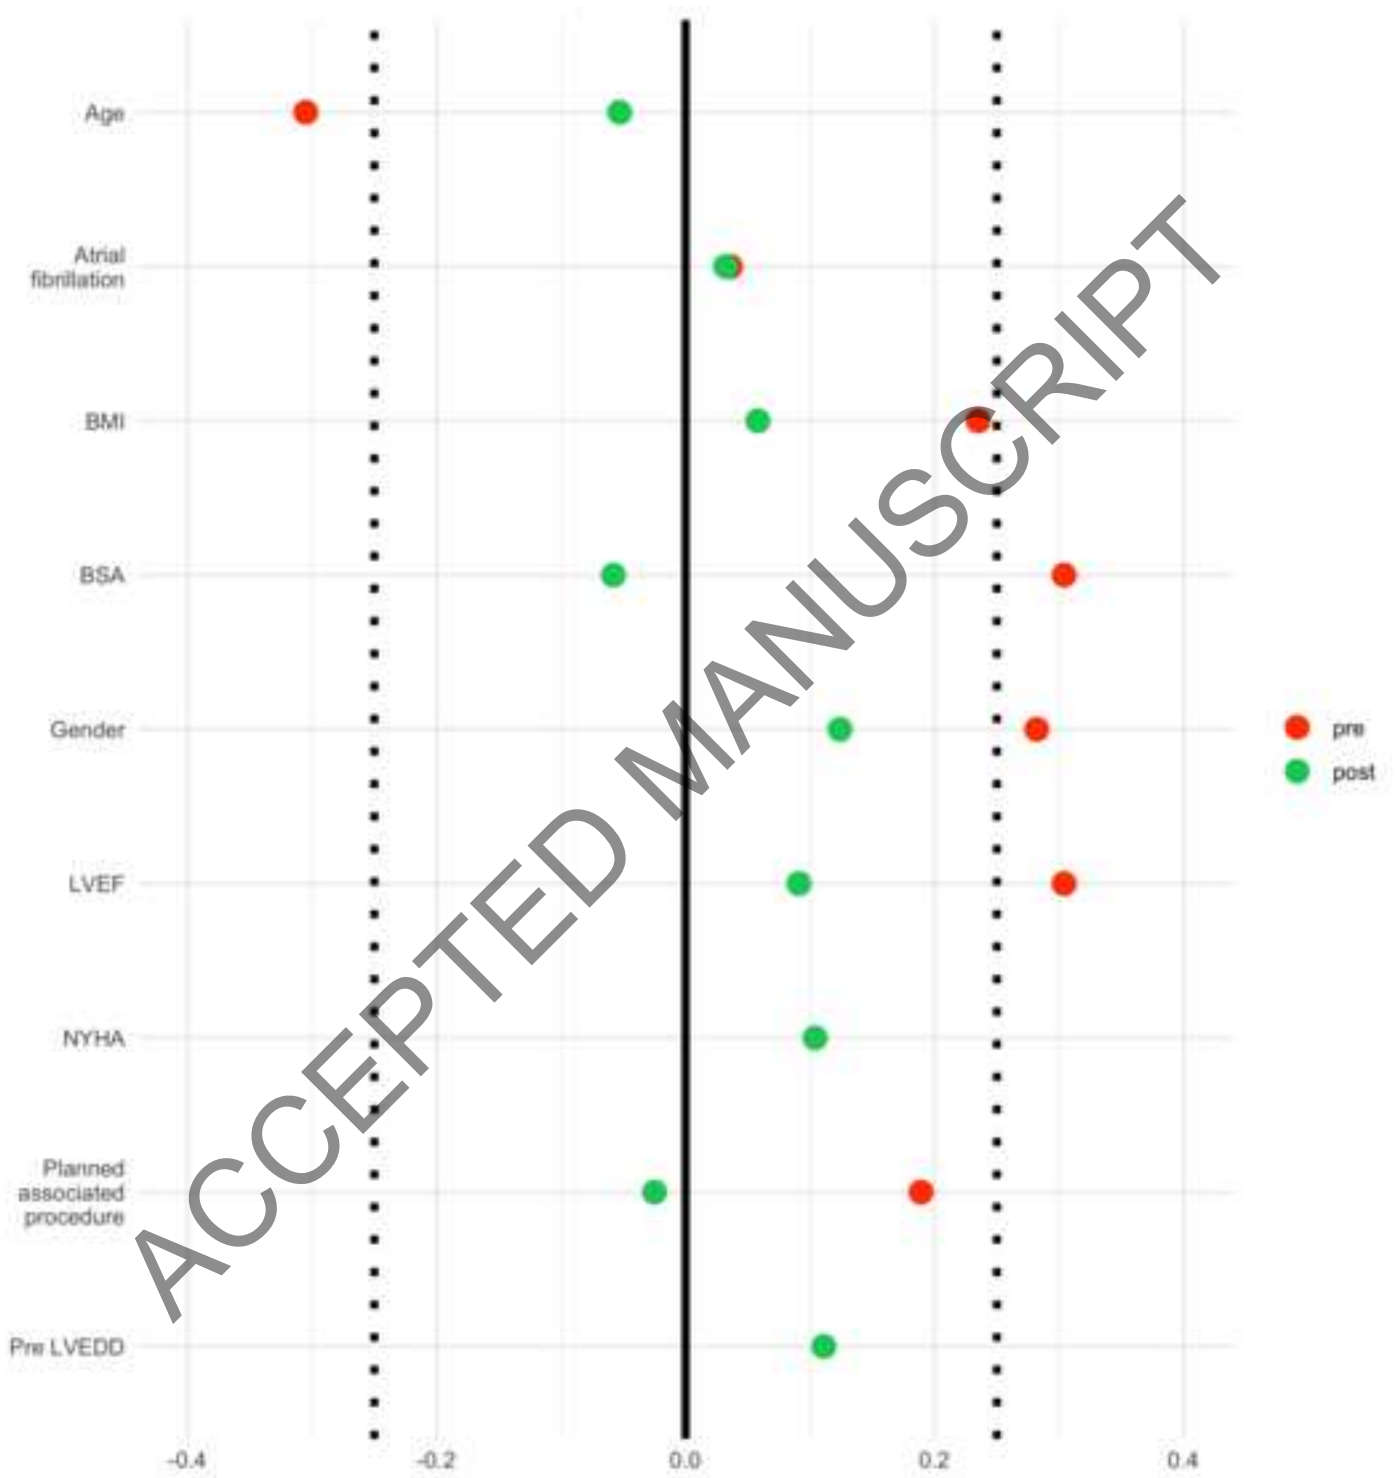 Age
Atrial
fibrillation
BMI
BSA
Gender
LVEF
NYHA
Planned
associated
procedure
Pre LVEDD
-0.4
-0.2
0.0
0.2
0.4
pre
post
ACCEPTED MANUSCRIPT